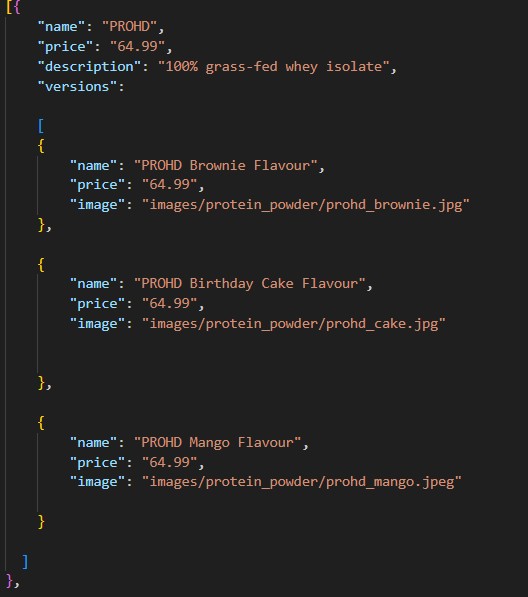 [{
"name": "PROHD",
"price": "64.99",
"description": "100% grass-fed whey isolate",
"versions":
[
{
"name": "PROHD Brownie Flavour",
"price": "64.99",
"image": "images/protein_powder/prohd_brownie.jpg"
},
{
"name": "PROHD Birthday Cake Flavour",
"price": "64.99",
"image": "images/protein_powder/prohd_cake.jpg"
},
{
"name": "PROHD Mango Flavour",
"price": "64.99",
"image": "images/protein_powder/prohd_mango.jpeg"
}
]
},